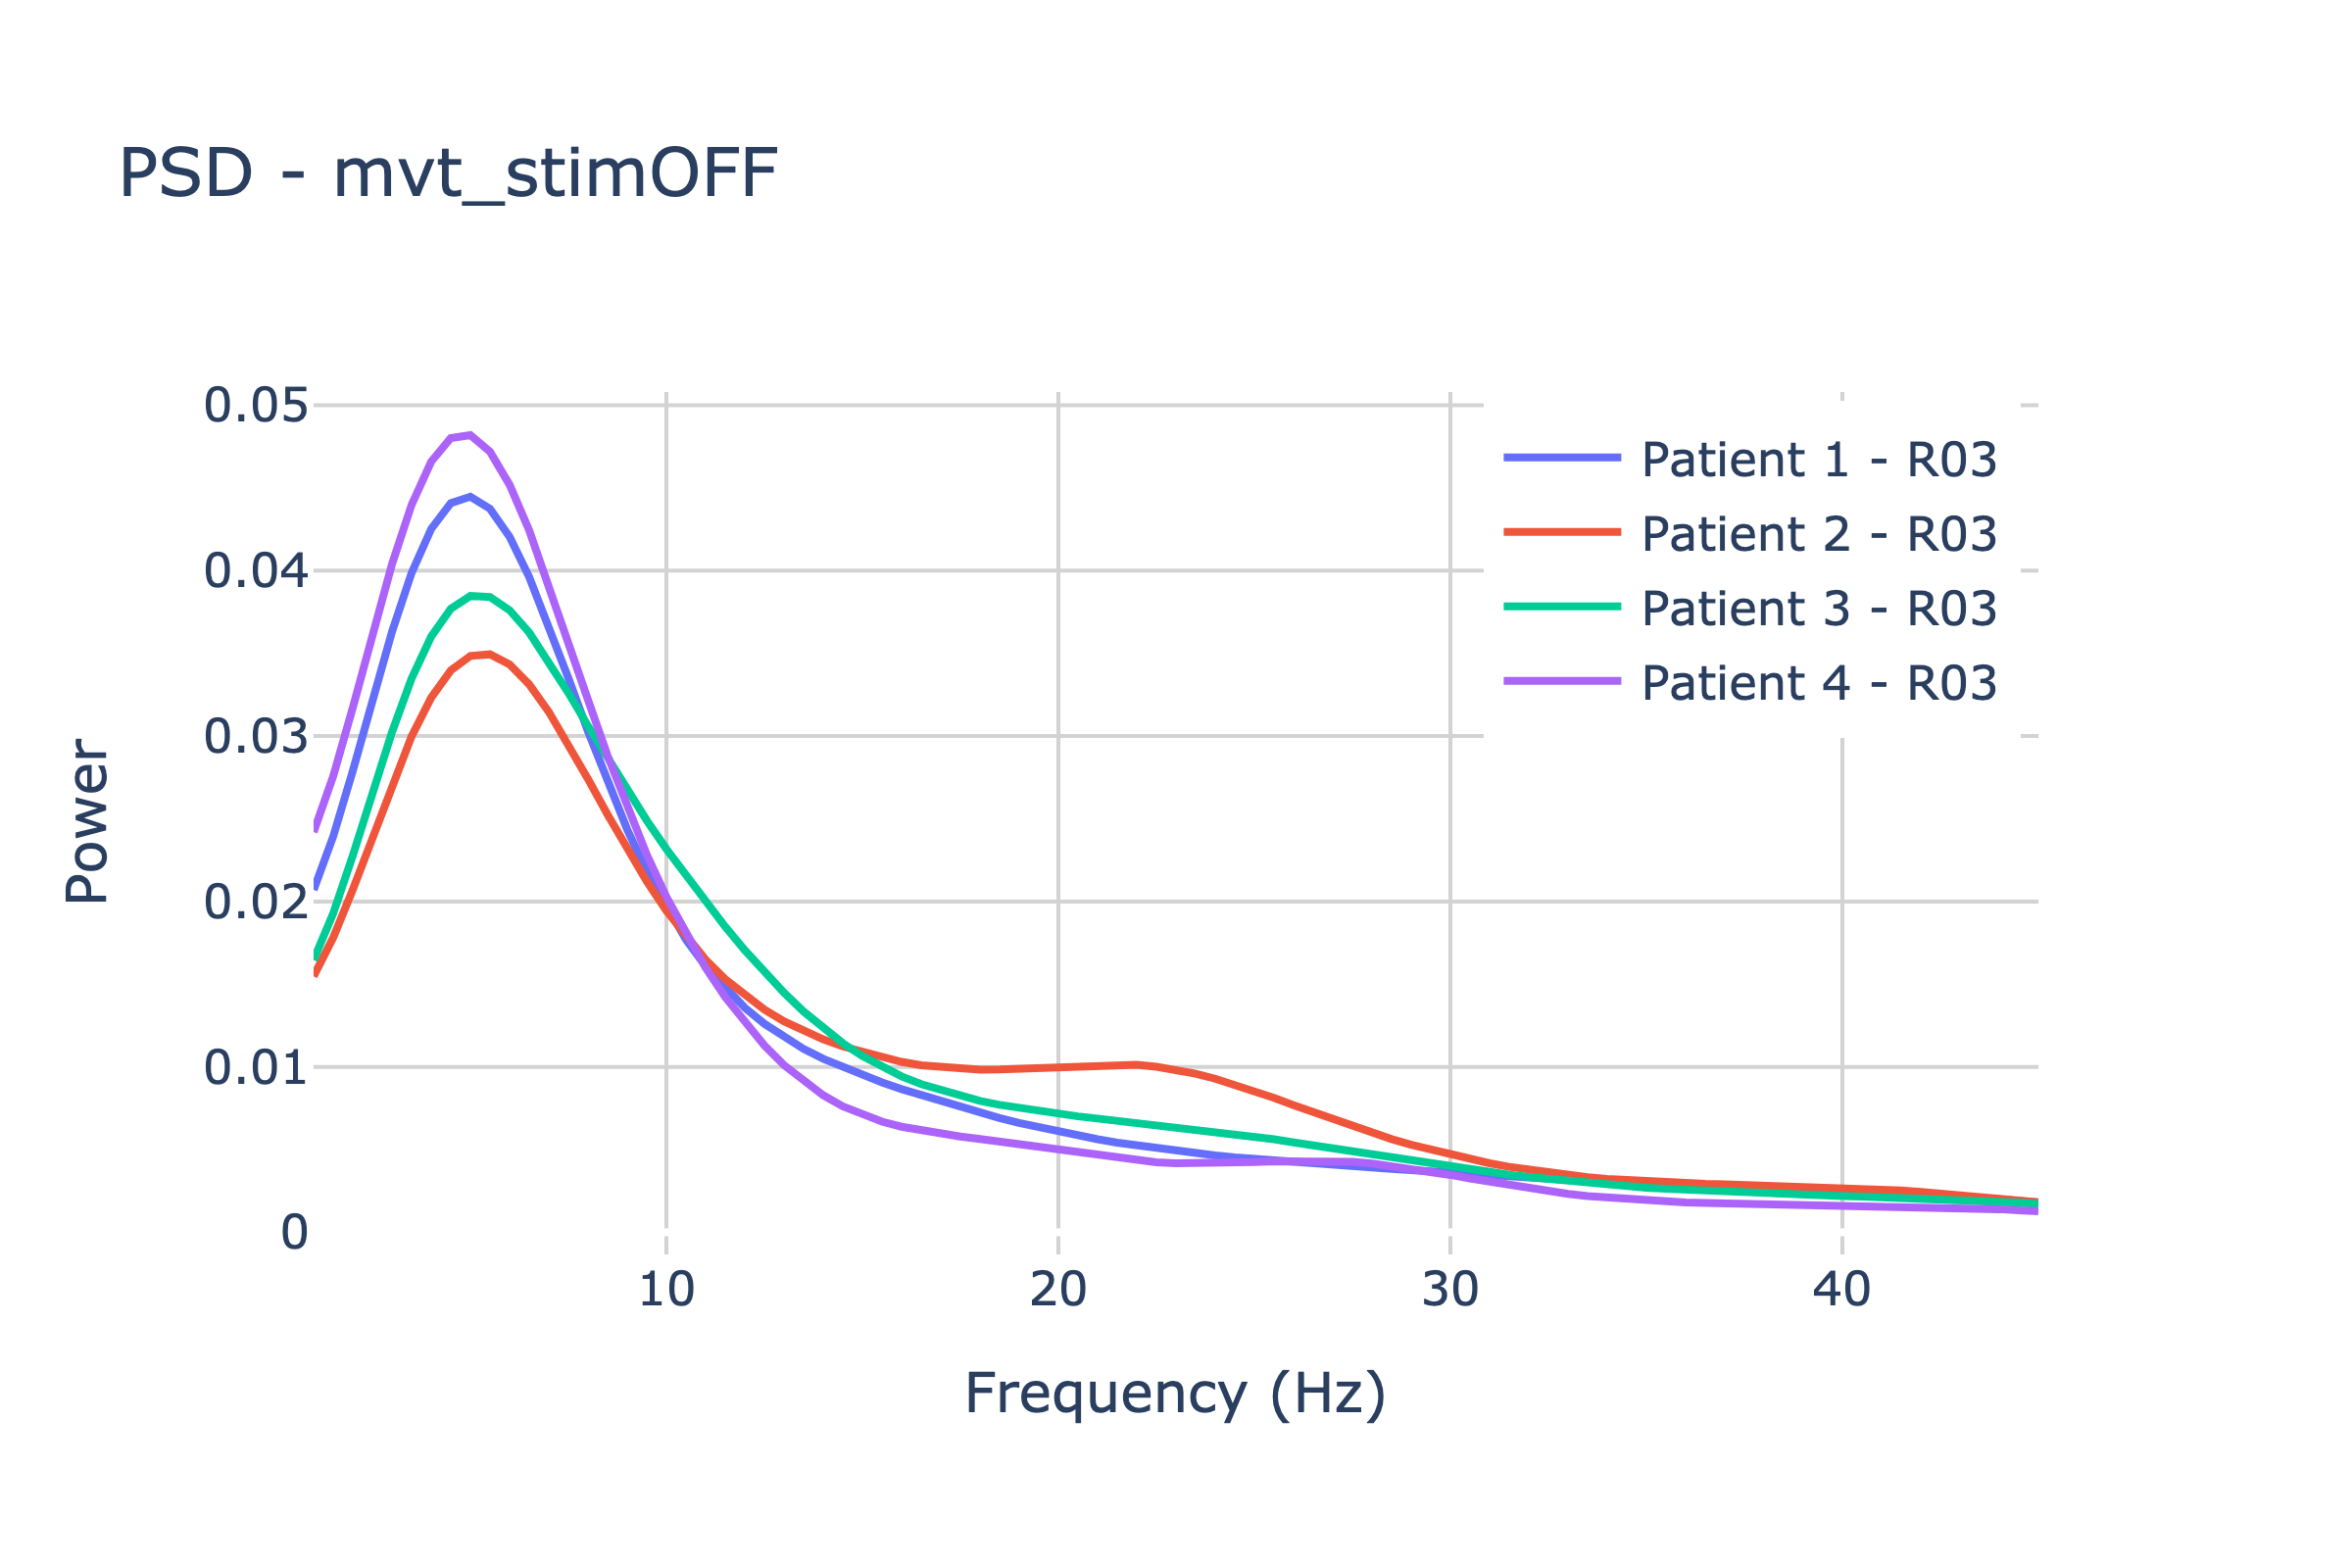 PSD - mvt_stimOFF
0.05
0.04
0.03
0.02
0.01
0
Power
10 20 30 40
Frequency (Hz)
Patient 1 - R03
Patient 2 - R03
Patient 3 - R03
Patient 4 - R03